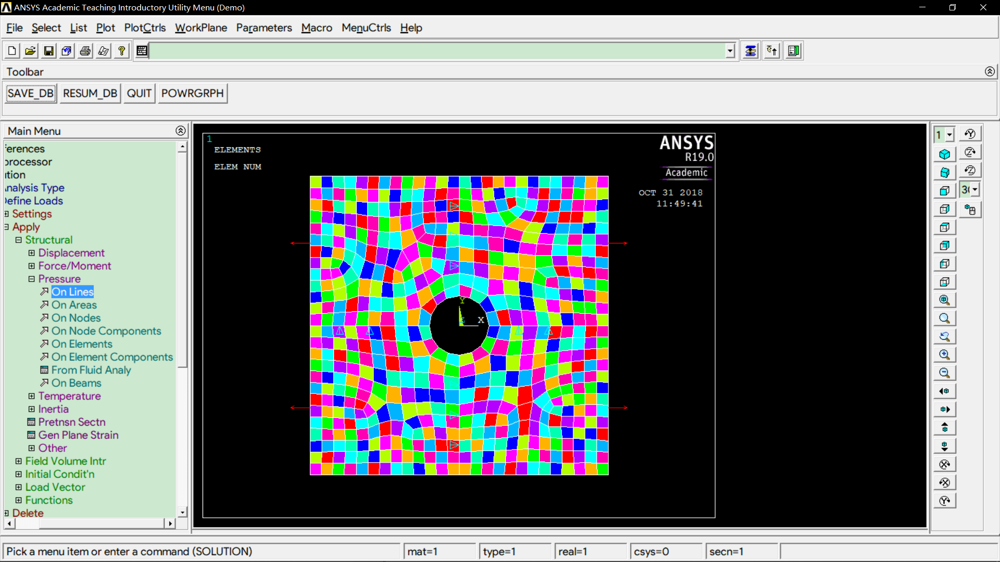 ANSYS Academic Teaching Introductory Utility Menu (Demo)
File Select List Plot PlotCtrls WorkPlane Parameters Macro MenuCtrls Help
Toolbar
SAVE_DB RESUM_DB QUIT POWRGRPH
Main Menu
ferences
processor
ution
Analysis Type
Define Loads
Settings
Apply
Structural
Displacement
Force/Moment
Pressure
On Lines
On Areas
On Nodes
On Node Components
On Elements
On Element Components
From Fluid Analy
On Beams
Temperature
Inertia
Pretnsn Sectn
Gen Plane Strain
Other
Field Volume Intr
Initial Condit'n
Load Vector
Functions
Delete
1
ELEMENTS
ELEM NUM
ANSYS
R19.0
Academic
OCT 31 2018
11:49:41
Y
Z X
1
Y
Z
Z
3
X
X
Y
Pick a menu item or enter a command (SOLUTION) mat=1 type=1 real=1 csys=0 secn=1